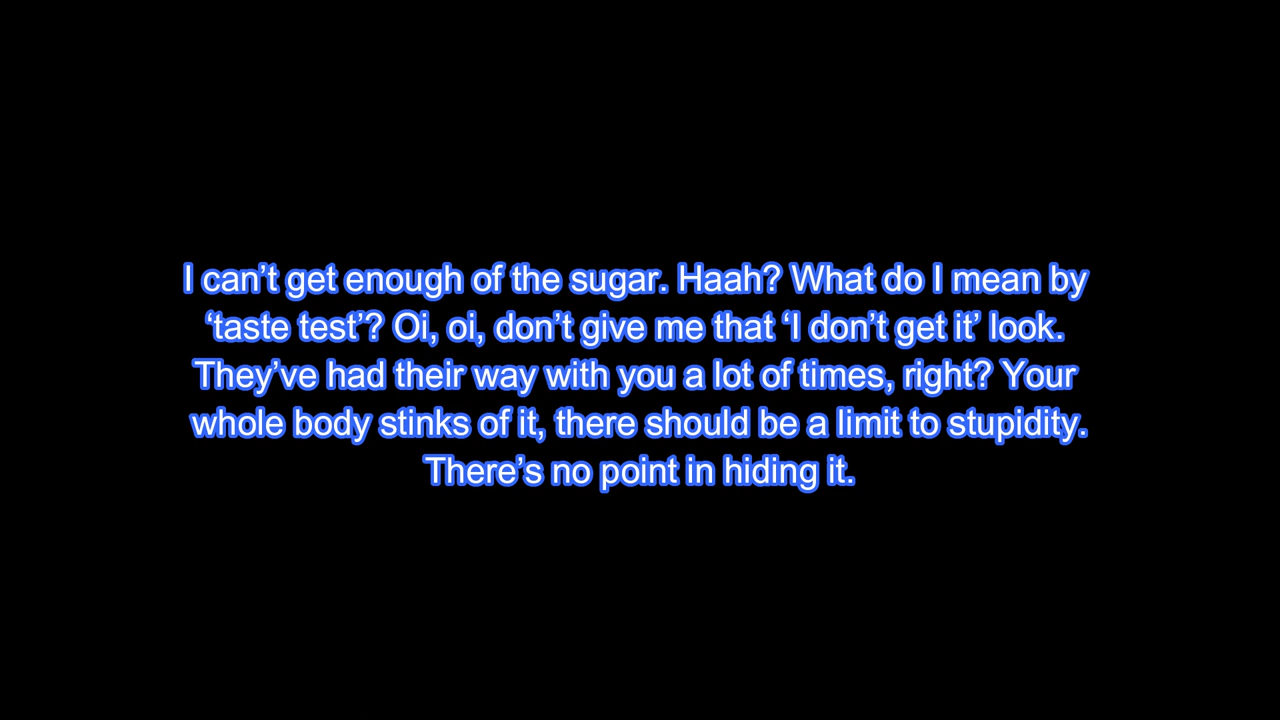 I can’t get enough of the sugar. Haah? What do I mean by
‘taste test’? Oi, oi, don’t give me that ‘I don’t get it’ look.
They’ve had their way with you a lot of times, right? Your
whole body stinks of it, there should be a limit to stupidity.
There’s no point in hiding it.